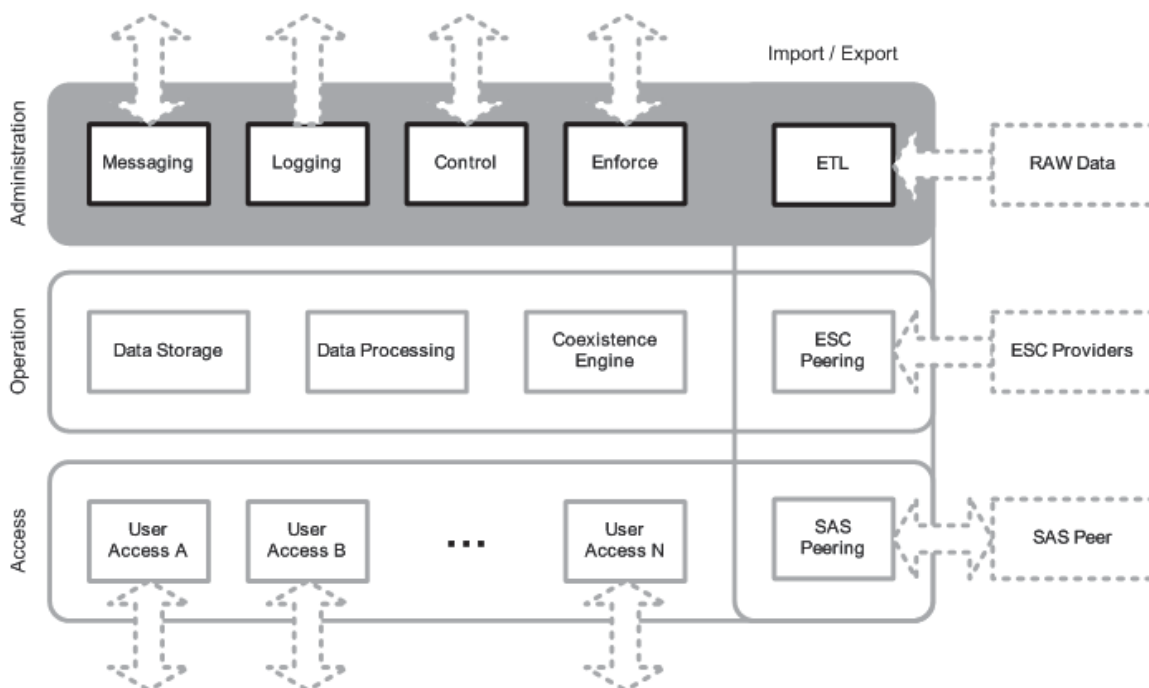 Import / Export
Administration
Messaging
Logging
Control
Enforce
ETL
RAW Data
Operation
Data Storage
Data Processing
Coexistence
Engine
ESC
Peering
ESC Providers
Access
User
Access A
User
Access B
...
User
Access N
SAS
Peering
SAS Peer